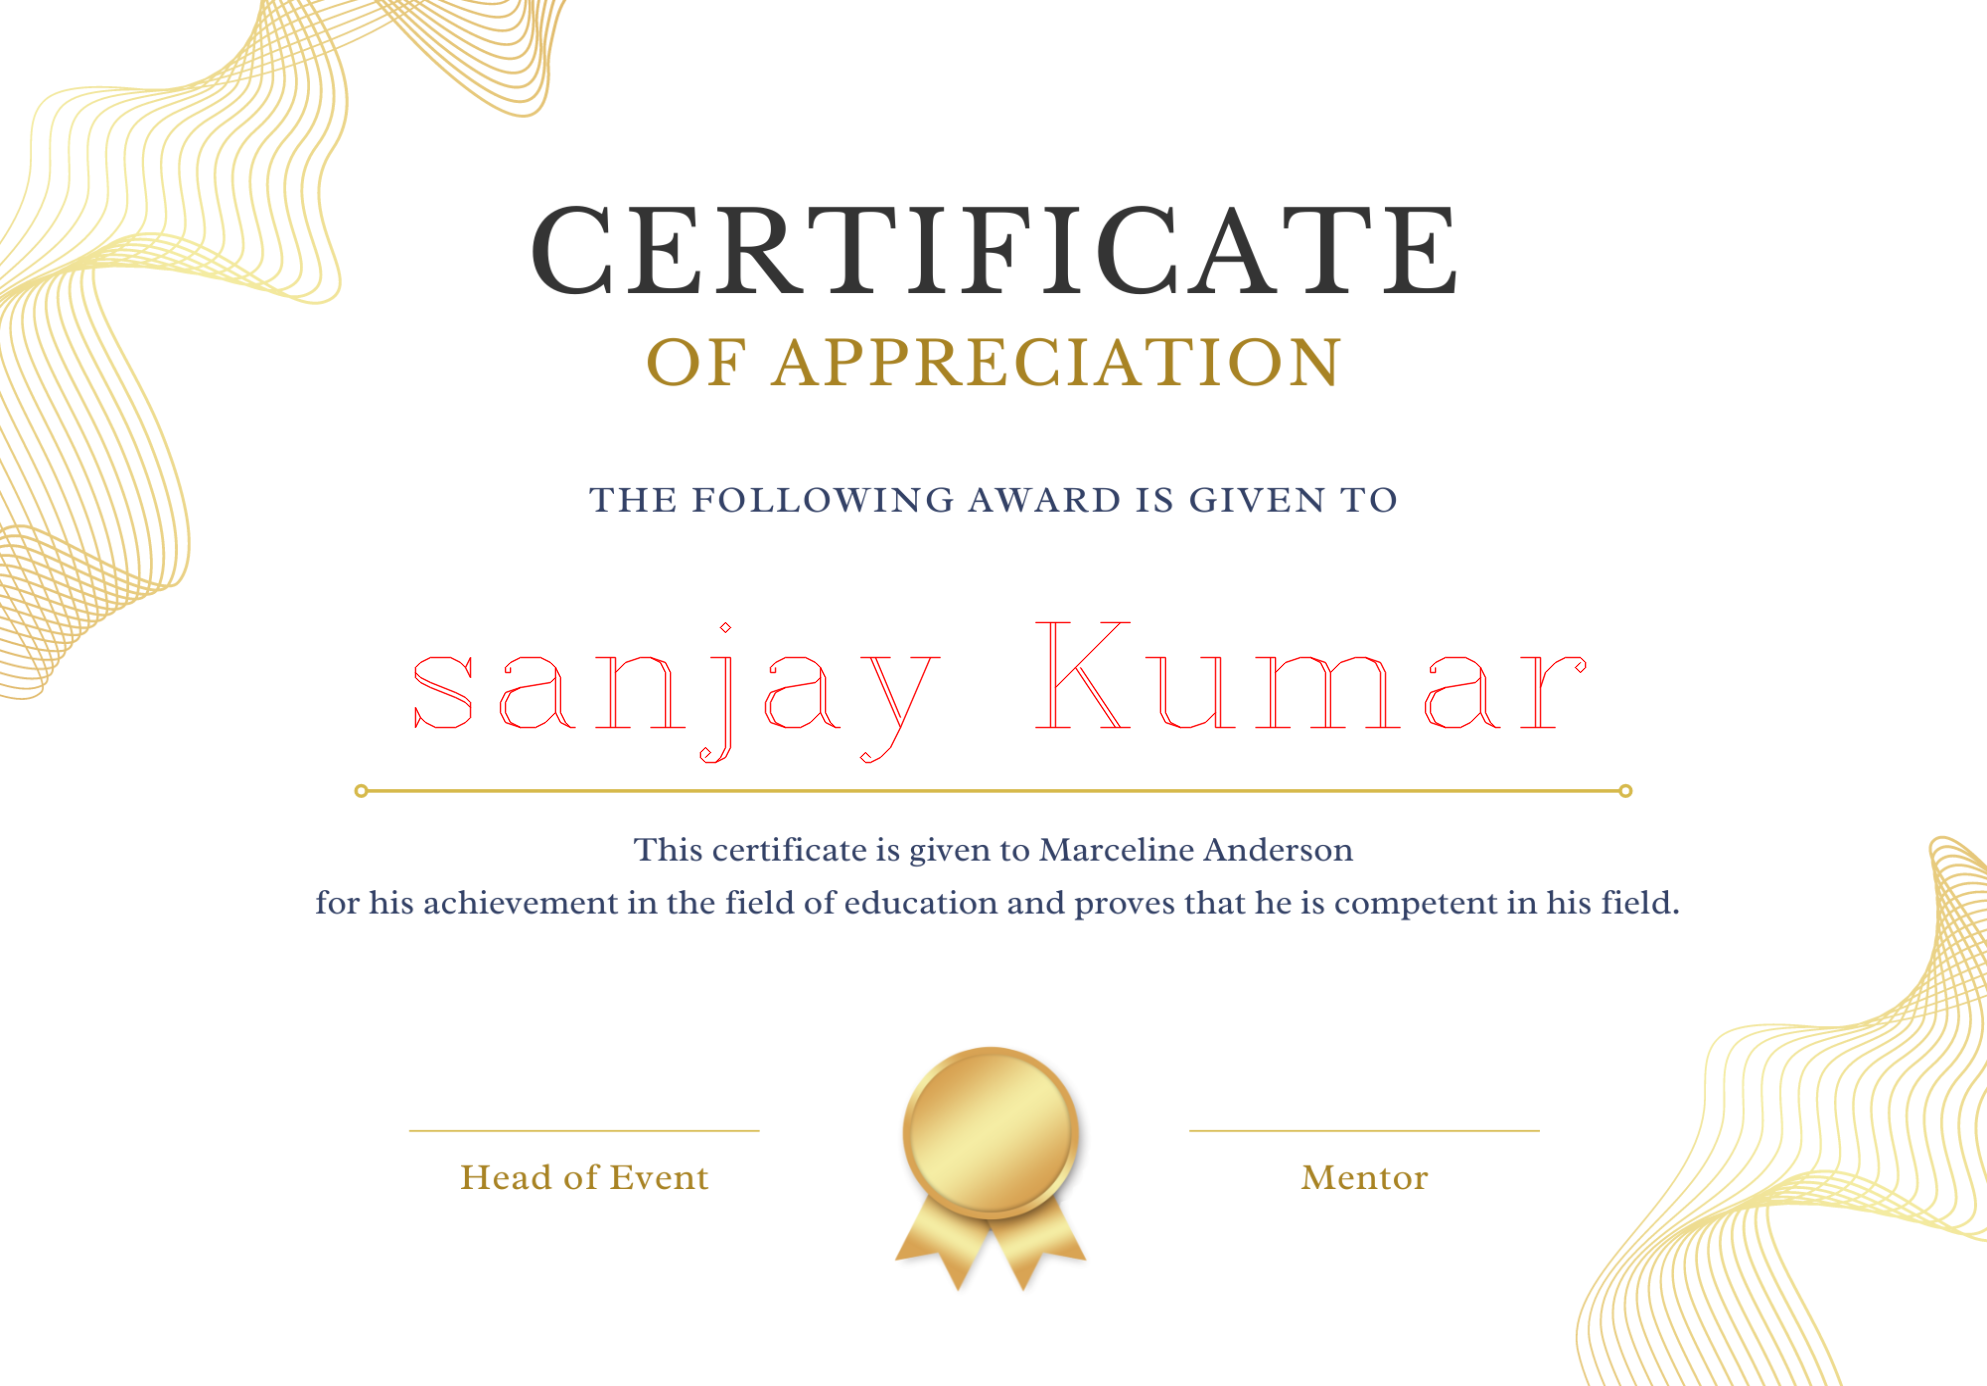 CERTIFICATE
OF APPRECIATION
THE FOLLOWING AWARD IS GIVEN TO
sanjay Kumar
This certificate is given to Marceline Anderson
for his achievement in the field of education and proves that he is competent in his field.
Head of Event
Mentor